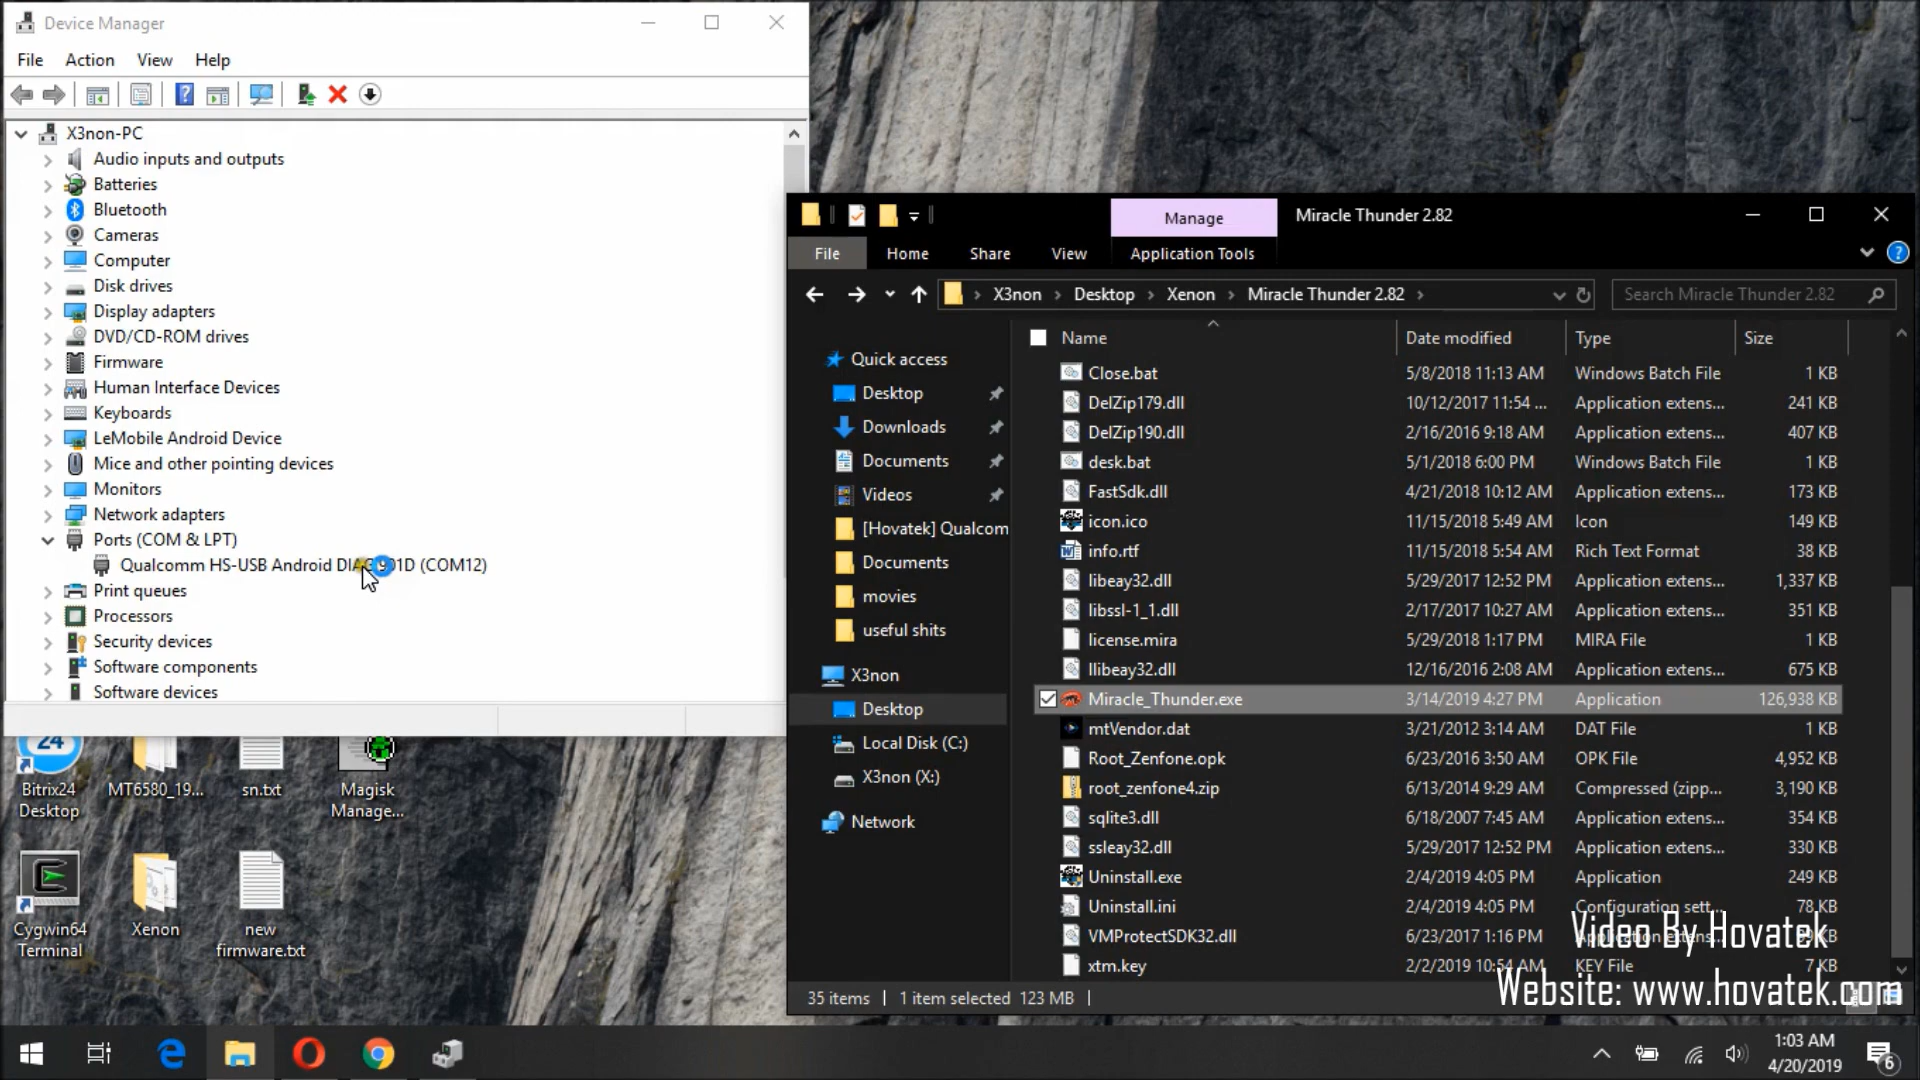 Device Manager
File Action View Help
X3non-PC
Audio inputs and outputs
Batteries
Bluetooth
Cameras
Computer
Disk drives
Display adapters
DVD/CD-ROM drives
Firmware
Human Interface Devices
Keyboards
LeMobile Android Device
Mice and other pointing devices
Monitors
Network adapters
Ports (COM & LPT)
Qualcomm HS-USB Android DIAG 901D (COM12)
Print queues
Processors
Security devices
Software components
Software devices
Manage
Miracle Thunder 2.82
File Home Share View Application Tools
X3non > Desktop > Xenon > Miracle Thunder 2.82 >
Search Miracle Thunder 2.82
Quick access
Desktop
Downloads
Documents
Videos
[Hovatek] Qualcom
Documents
movies
useful shits
X3non
Desktop
Local Disk (C:)
X3non (X:)
Network
Name Date modified Type Size
Close.bat 5/8/2018 11:13 AM Windows Batch File 1 KB
DelZip179.dll 10/12/2017 11:54 ... Application extens... 241 KB
DelZip190.dll 2/16/2016 9:18 AM Application extens... 407 KB
desk.bat 5/1/2018 6:00 PM Windows Batch File 1 KB
FastSdk.dll 4/21/2018 10:12 AM Application extens... 173 KB
icon.ico 11/15/2018 5:49 AM Icon 149 KB
info.rtf 11/15/2018 5:54 AM Rich Text Format 38 KB
libeay32.dll 5/29/2017 12:52 PM Application extens... 1,337 KB
libssl-1_1.dll 2/17/2017 10:27 AM Application extens... 351 KB
license.mira 5/29/2018 1:17 PM MIRA File 1 KB
llibeay32.dll 12/16/2016 2:08 AM Application extens... 675 KB
Miracle_Thunder.exe 3/14/2019 4:27 PM Application 126,938 KB
mtVendor.dat 3/21/2012 3:14 AM DAT File 1 KB
Root_Zenfone.opk 6/23/2016 3:50 AM OPK File 4,952 KB
root_zenfone4.zip 6/13/2014 9:29 AM Compressed (zipp... 3,190 KB
sqlite3.dll 6/18/2007 7:45 AM Application extens... 354 KB
ssleay32.dll 5/29/2017 12:52 PM Application extens... 330 KB
Uninstall.exe 2/4/2019 4:05 PM Application 249 KB
Uninstall.ini 2/4/2019 4:05 PM Configuration sett... 78 KB
VMProtectSDK32.dll 6/23/2017 1:16 PM
xtm.key 2/2/2019 10:54 AM KEY File 7 KB
35 items 1 item selected 123 MB
Video By Hovatek
Website: www.hovatek.com
24
Bitrix24
Desktop
MT6580_19...
sn.txt
Magisk
Manage...
Cygwin64
Terminal
Xenon
new
firmware.txt
1:03 AM
4/20/2019
6